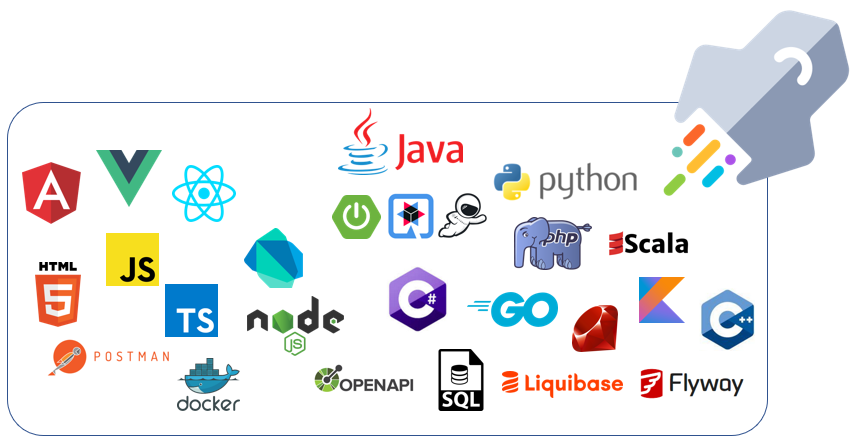 Java
python
A
php
Scala
HTML
5
JS
TS
node
JS
C#
GO
C++
POSTMAN
docker
OPENAPI
SQL
Liquibase
Flyway